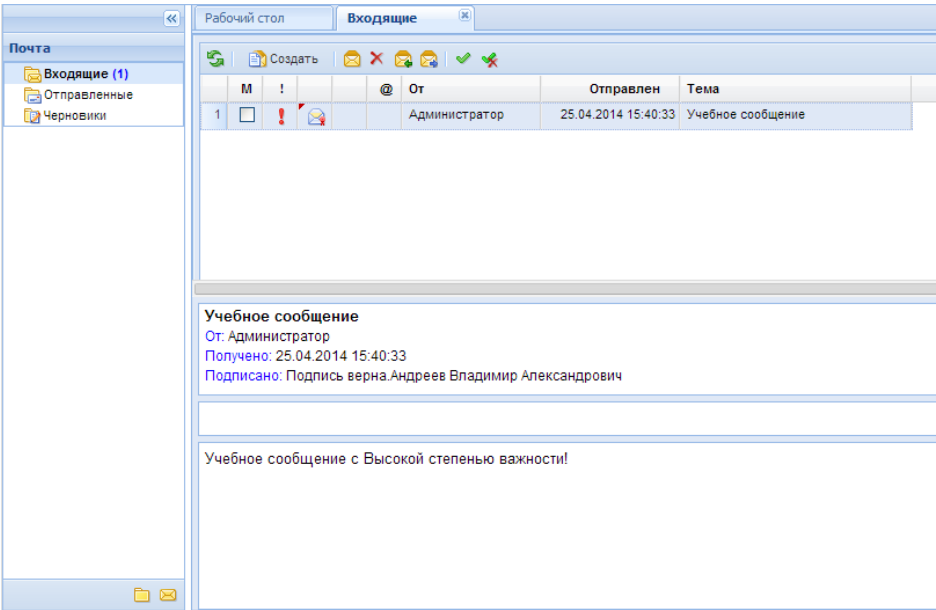 Рабочий стол
Входящие
Почта
Входящие (1)
Отправленные
Черновики
Создать
М ! @ От Отправлен Тема
1 ! Администратор 25.04.2014 15:40:33 Учебное сообщение
Учебное сообщение
От: Администратор
Получено: 25.04.2014 15:40:33
Подписано: Подпись верна.Андреев Владимир Александрович
Учебное сообщение с Высокой степенью важности!